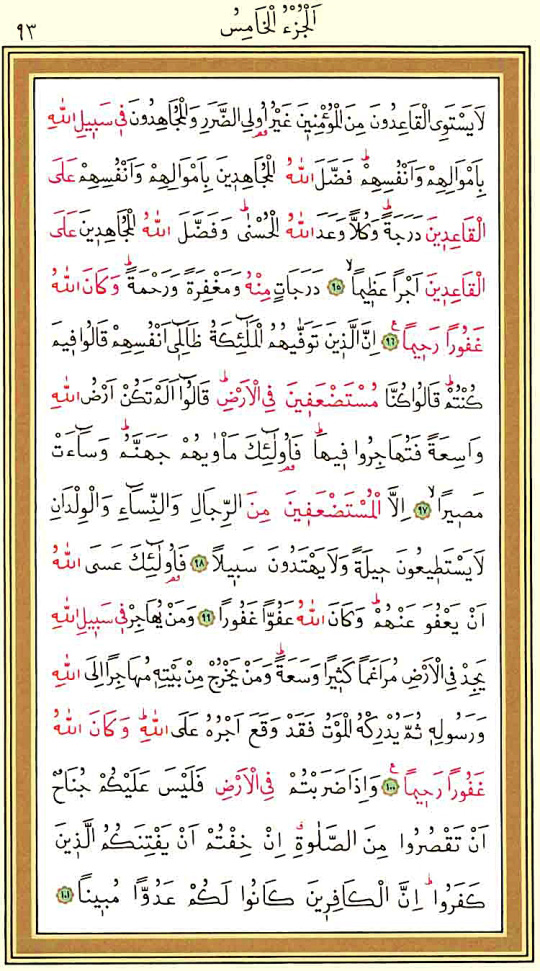 اَلْجُزْءُ الْخَامِسُ
٩٣
لَا يَسْتَوِي الْقَاعِدُونَ مِنَ الْمُؤْمِنٖينَ غَيْرُ اُولِي الضَّرَرِ وَالْمُجَاهِدُونَ فٖي سَبٖيلِ اللّٰهِ
بِاَمْوَالِهِمْ وَاَنْفُسِهِمْؕ فَضَّلَ اللّٰهُ الْمُجَاهِدٖينَ بِاَمْوَالِهِمْ وَاَنْفُسِهِمْ عَلَى
الْقَاعِدٖينَ دَرَجَةًؕ وَكُلًّا وَعَدَ اللّٰهُ الْحُسْنٰىؕ وَفَضَّلَ اللّٰهُ الْمُجَاهِدٖينَ عَلَى
الْقَاعِدٖينَ اَجْرًا عَظٖيمًاۙ ﴿٩٥﴾ دَرَجَاتٍ مِنْهُ وَمَغْفِرَةً وَرَحْمَةًؕ وَكَانَ اللّٰهُ
غَفُورًا رَحٖيمًاࣖ ﴿٩٦﴾ اِنَّ الَّذٖينَ تَوَفّٰيهُمُ الْمَلٰٓئِكَةُ ظَالِمٖٓي اَنْفُسِهِمْ قَالُوا فٖيمَ
كُنْتُمْؕ قَالُوا كُنَّا مُسْتَضْعَفٖينَ فِي الْاَرْضِؕ قَالُٓوا اَلَمْ تَكُنْ اَرْضُ اللّٰهِ
وَاسِعَةً فَتُهَاجِرُوا فٖيهَاؕ فَاُو۬لٰٓئِكَ مَاْوٰيهُمْ جَهَنَّمُؕ وَسَٓاءَتْ
مَصٖيرًاۙ ﴿٩٧﴾ اِلَّا الْمُسْتَضْعَفٖينَ مِنَ الرِّجَالِ وَالنِّسَٓاءِ وَالْوِلْدَانِ
لَا يَسْتَطٖيعُونَ حٖيلَةً وَلَا يَهْتَدُونَ سَبٖيلًاۙ ﴿٩٨﴾ فَاُو۬لٰٓئِكَ عَسَى اللّٰهُ
اَنْ يَعْفُوَ عَنْهُمْؕ وَكَانَ اللّٰهُ عَفُوًّا غَفُورًا ﴿٩٩﴾ وَمَنْ يُهَاجِرْ فٖي سَبٖيلِ اللّٰهِ
يَجِدْ فِي الْاَرْضِ مُرَاغَمًا كَثٖيرًا وَسَعَةًؕ وَمَنْ يَخْرُجْ مِنْ بَيْتِهٖ مُهَاجِرًا اِلَى اللّٰهِ
وَرَسُولِهٖ ثُمَّ يُدْرِكْهُ الْمَوْتُ فَقَدْ وَقَعَ اَجْرُهُ عَلَى اللّٰهِؕ وَكَانَ اللّٰهُ
غَفُورًا رَحٖيمًاࣖ ﴿١٠٠﴾ وَاِذَا ضَرَبْتُمْ فِي الْاَرْضِ فَلَيْسَ عَلَيْكُمْ جُنَاحٌ
اَنْ تَقْصُرُوا مِنَ الصَّلٰوةِࣗ اِنْ خِفْتُمْ اَنْ يَفْتِنَكُمُ الَّذٖينَ
كَفَرُواؕ اِنَّ الْكَافِرٖينَ كَانُوا لَكُمْ عَدُوًّا مُبٖينًا ﴿١٠١﴾